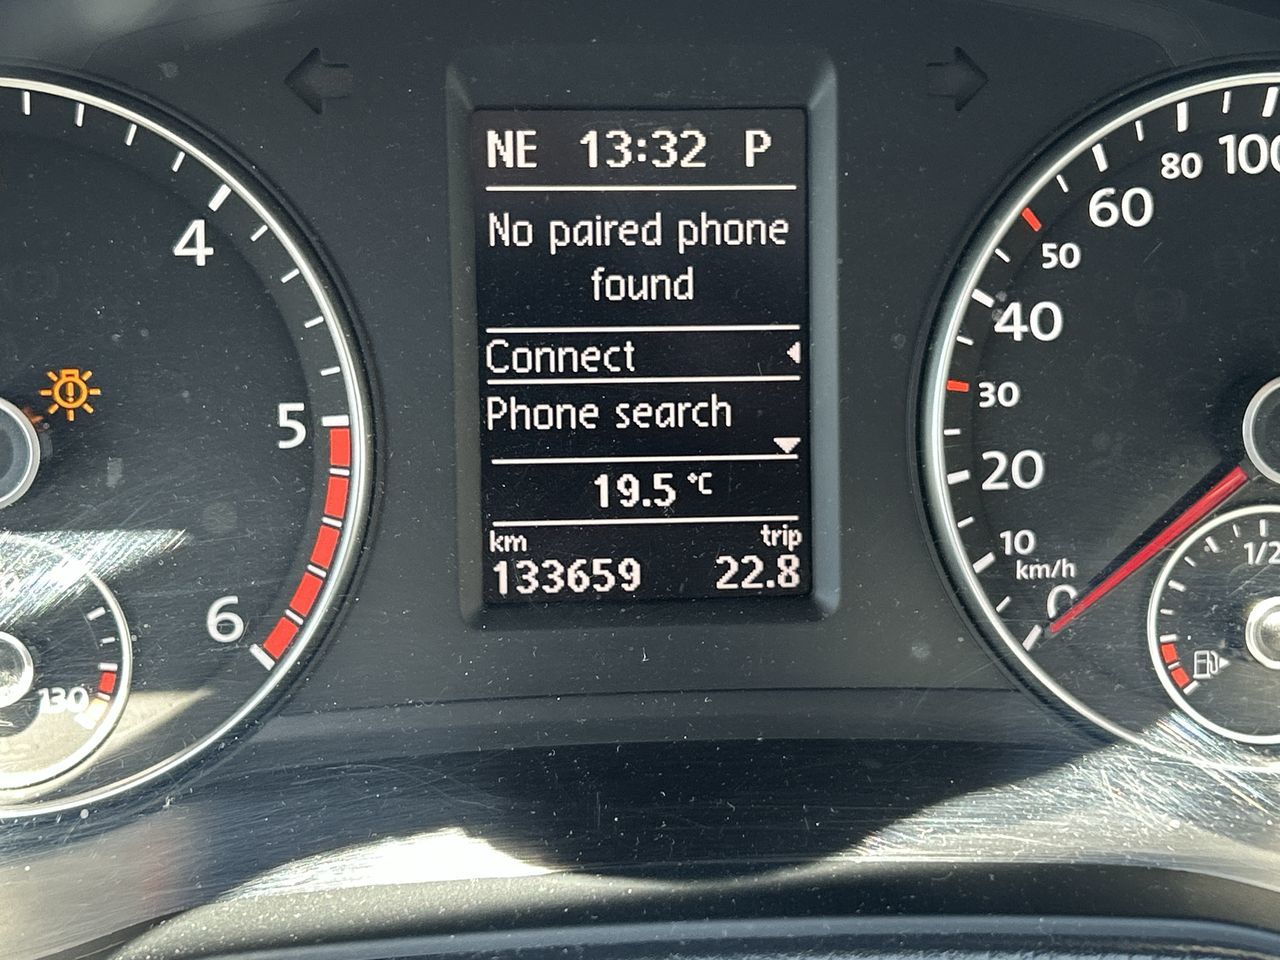 NE 13:32 P
No paired phone
found
Connect
Phone search
19.5 °C
km trip
133659 22.8
4
5
6
130
100
80
60
50
40
30
20
10
km/h
0
1/2